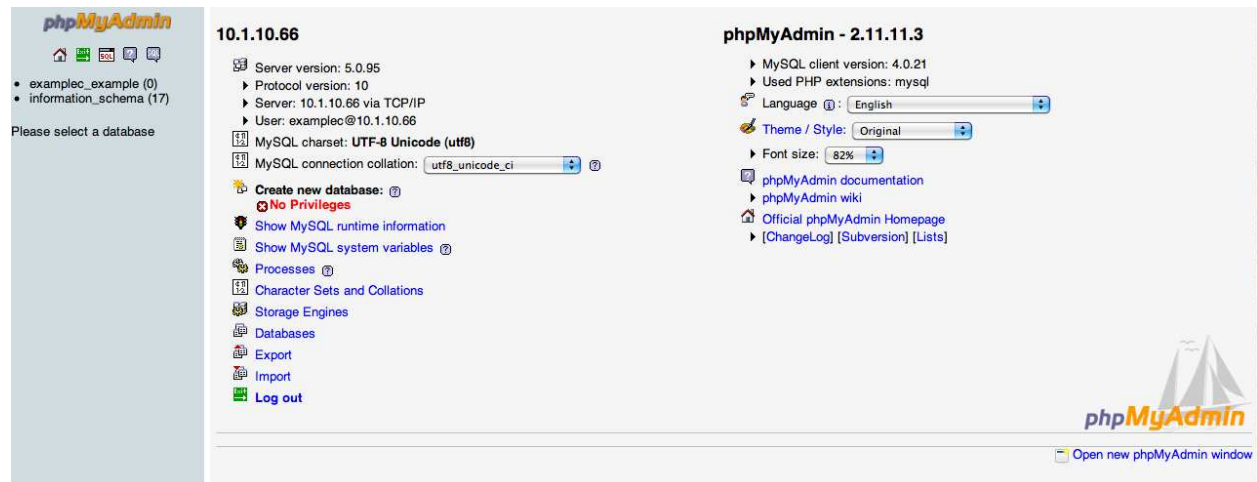 phpMyAdmin
Exit
SQL
examplec_example (0)
information_schema (17)
Please select a database
10.1.10.66
Server version: 5.0.95
Protocol version: 10
Server: 10.1.10.66 via TCP/IP
User: examplec@10.1.10.66
MySQL charset: UTF-8 Unicode (utf8)
MySQL connection collation: utf8_unicode_ci
Create new database:
No Privileges
Show MySQL runtime information
Show MySQL system variables
Processes
Character Sets and Collations
Storage Engines
Databases
Export
Import
Log out
phpMyAdmin - 2.11.11.3
MySQL client version: 4.0.21
Used PHP extensions: mysql
Language : English
Theme / Style: Original
Font size: 82%
phpMyAdmin documentation
phpMyAdmin wiki
Official phpMyAdmin Homepage
[ChangeLog] [Subversion] [Lists]
phpMyAdmin
Open new phpMyAdmin window